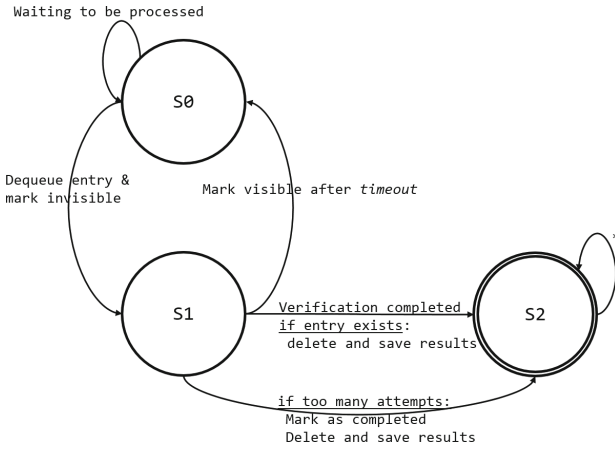 Waiting to be processed
S0
Dequeue entry &
mark invisible
Mark visible after timeout
S1
Verification completed
if entry exists:
delete and save results
S2
if too many attempts:
Mark as completed
Delete and save results